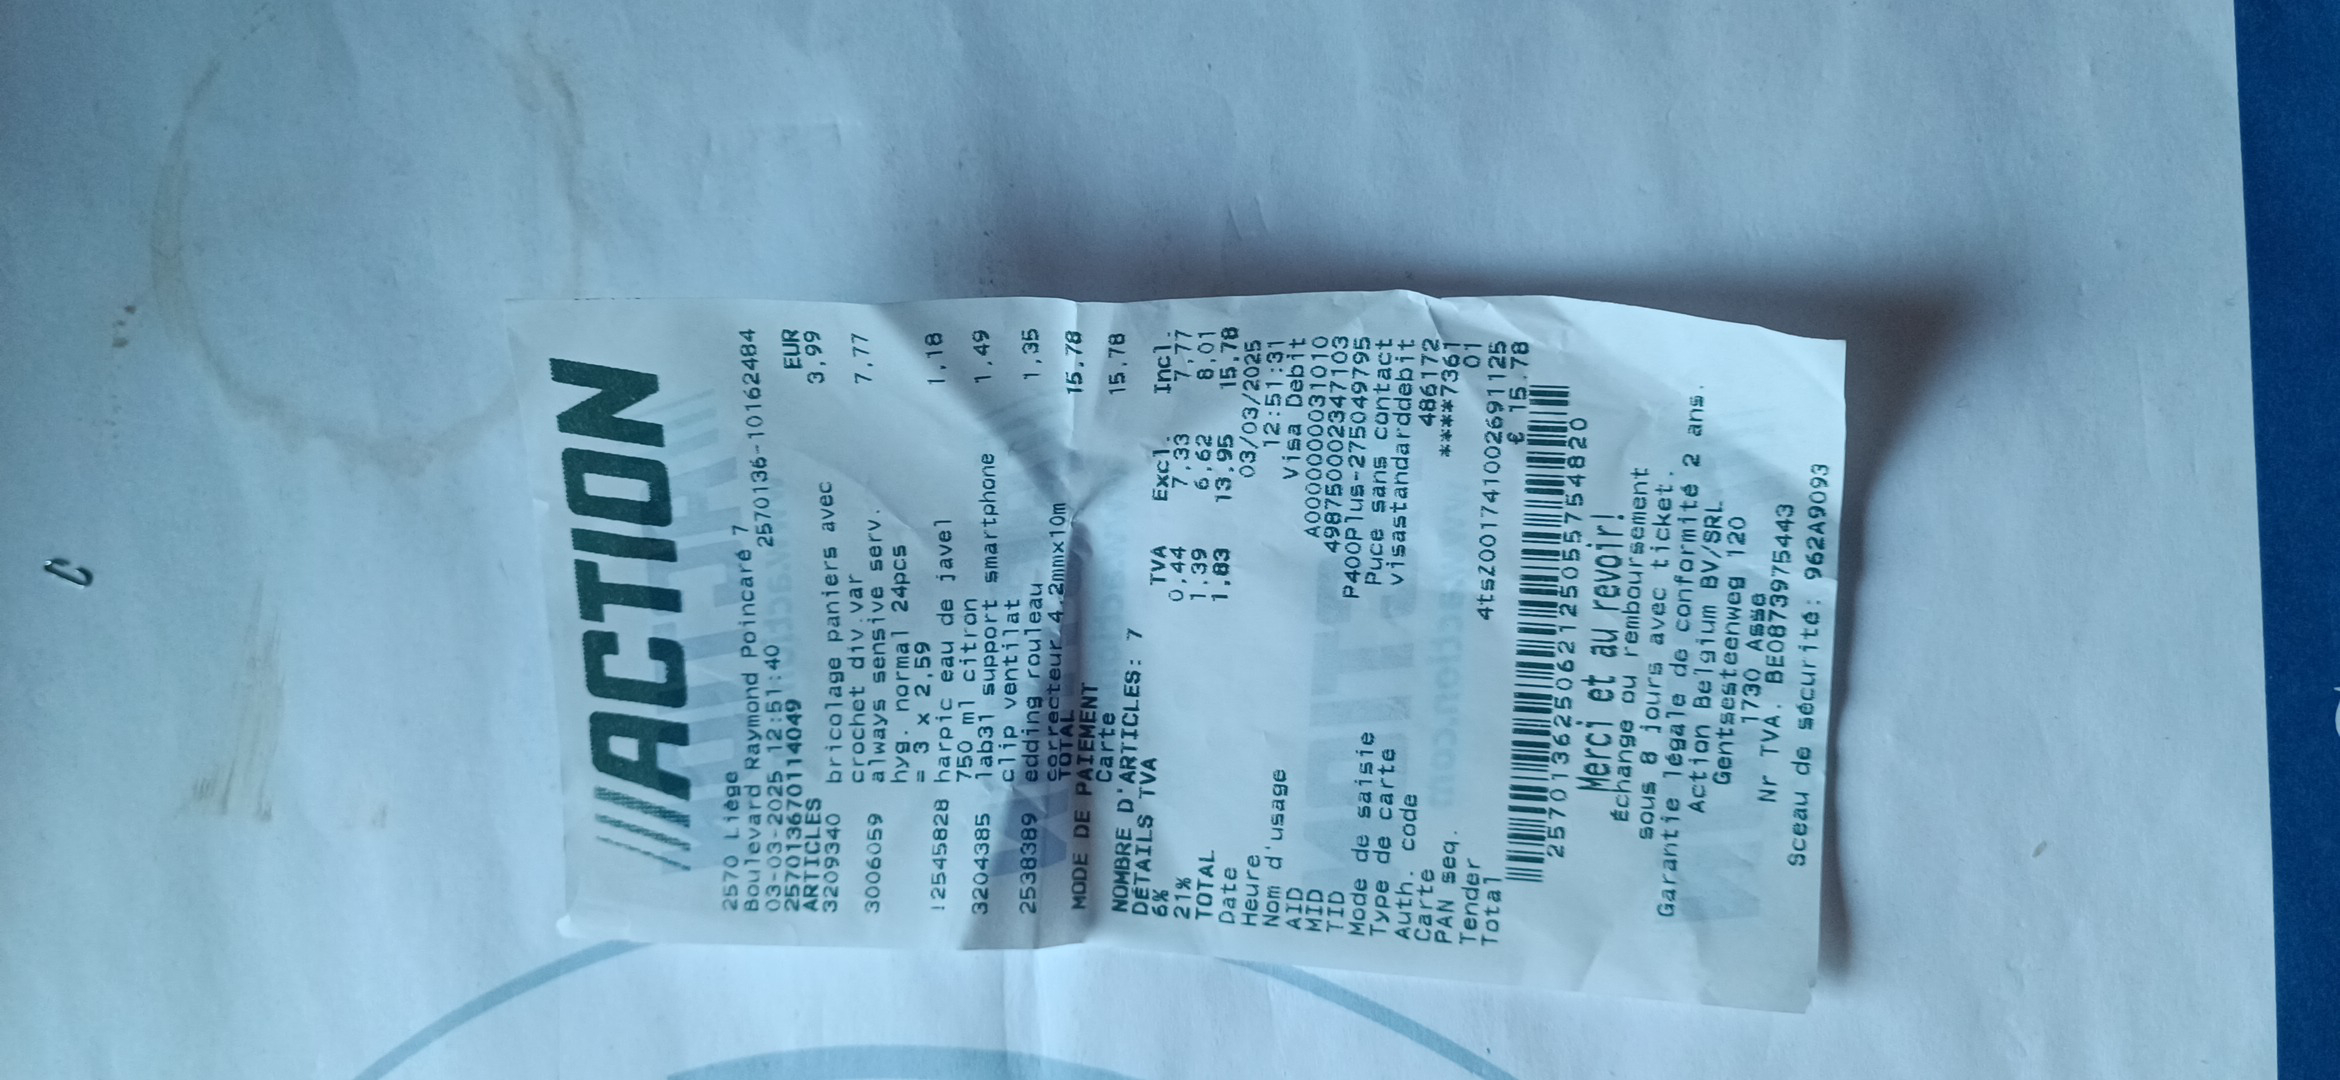 ///ACTION
2570 Liège
Boulevard Raymond Poincaré 7
03-03-2025 12:51:40 2570136-101162484
257013670114049
ARTICLES EUR
3209340 bricolage paniers avec 3,99
crochet div.var
3006059 always sensive serv. 7,77
hyg. normal 24pcs
= 3 x 2,59
!2545828 harpic eau de javel 1,18
750 ml citron
3204385 lab31 support smartphone 1,49
clip ventilat
2538389 edding rouleau 1,35
correcteur 4,2mmx10m
TOTAL 15,78
MODE DE PAIEMENT
Carte 15,78
NOMBRE D'ARTICLES: 7
DÉTAILS TVA TVA Excl. Incl.
6% 0,44 7,33 7,77
21% 1,39 6,62 8,01
TOTAL 1,83 13,95 15,78
Date 03/03/2025
Heure 12:51:31
Nom d'usage Visa Debit
AID A0000000031010
MID 4987500002347103
TID P400Plus-275049795
Mode de saisie Puce sans contact
Type de carte visastandarddebit
Auth. code 486172
Carte *****7361
PAN seq. 01
Tender 4tsZ001741002691125
Total € 15.78
Merci et au revoir!
Échange ou remboursement
sous 8 jours avec ticket.
Garantie légale de conformité 2 ans.
Action Belgium BV/SRL
Gentsesteenweg 120
1730 Asse
Nr TVA. BE0873975443
Sceau de sécurité: 962A9093